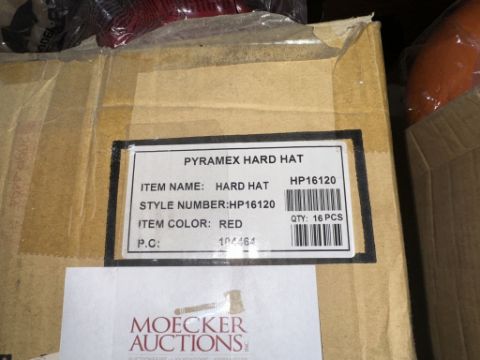 PYRAMEX HARD HAT
ITEM NAME: HARD HAT HP16120
STYLE NUMBER:HP16120
ITEM COLOR: RED QTY: 16 PCS
P.O: 104464
MOECKER
AUCTIONS